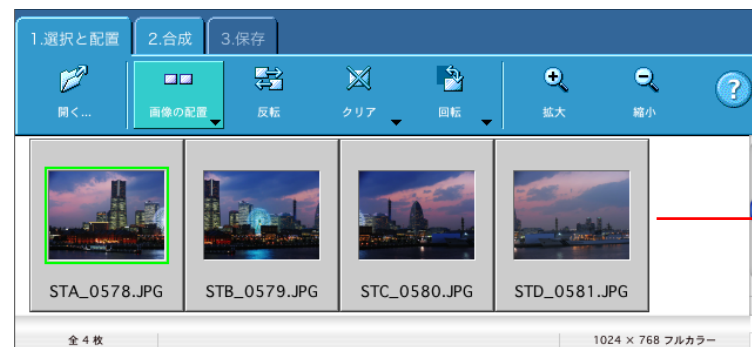 1.選択と配置 2.合成 3.保存
開く... 画像の配置 反転 クリア 回転 拡大 縮小 ?
STA_0578.JPG STB_0579.JPG STC_0580.JPG STD_0581.JPG
全4枚 1024 × 768 フルカラー